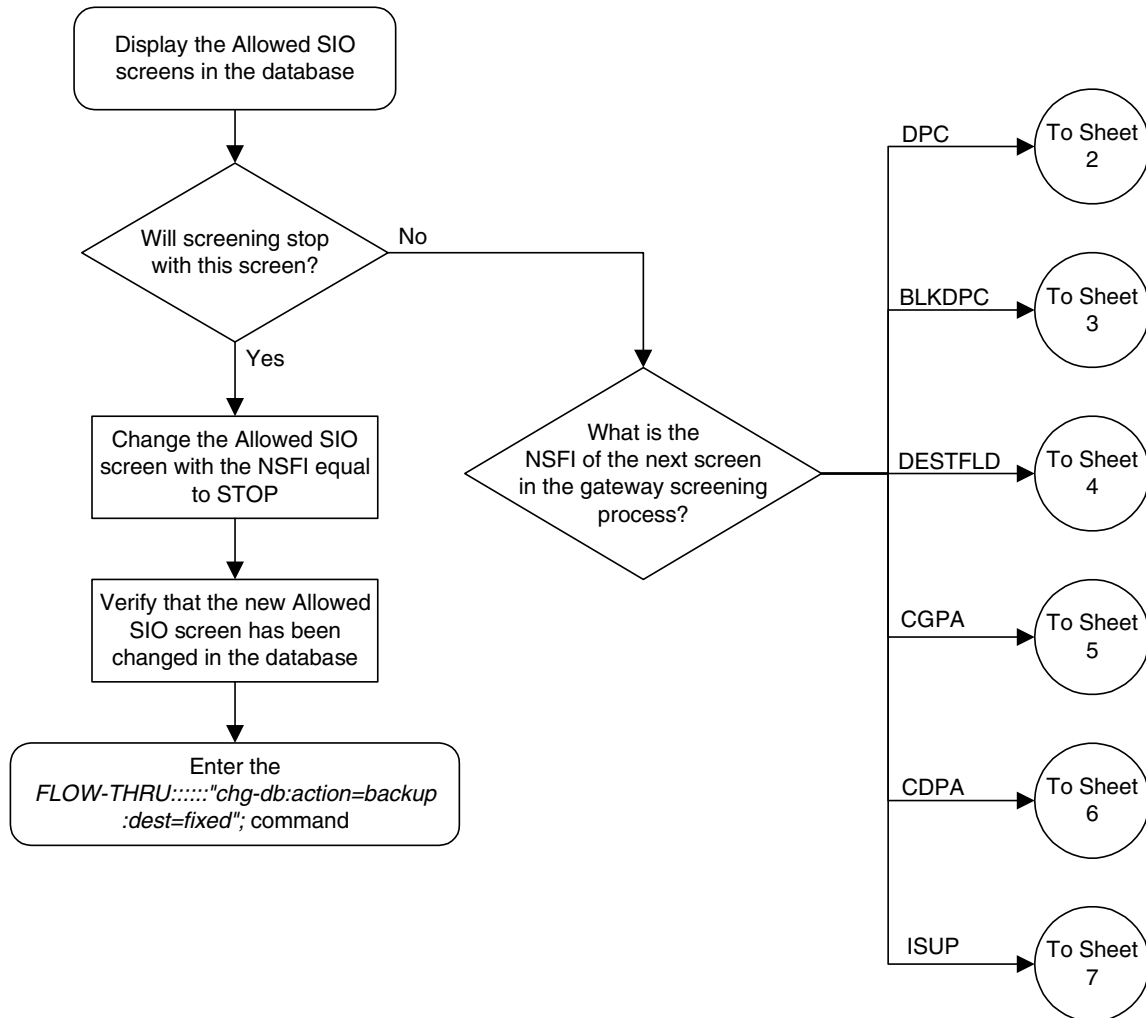 Display the Allowed SIO
screens in the database
Will screening stop
with this screen?
No
Yes
Change the Allowed SIO
screen with the NSFI equal
to STOP
Verify that the new Allowed
SIO screen has been
changed in the database
Enter the
FLOW-THRU::::::"chg-db:action=backup
:dest=fixed"; command
What is the
NSFI of the next screen
in the gateway screening
process?
DPC
To Sheet
2
BLKDPC
To Sheet
3
DESTFLD
To Sheet
4
CGPA
To Sheet
5
CDPA
To Sheet
6
ISUP
To Sheet
7